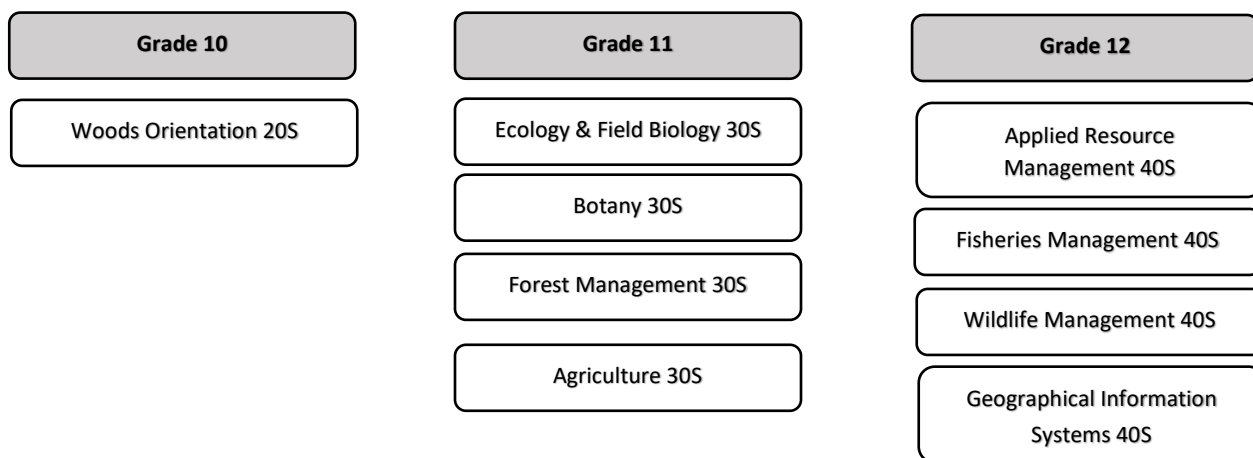 Grade 10
Woods Orientation 20S
Grade 11
Ecology & Field Biology 30S
Botany 30S
Forest Management 30S
Agriculture 30S
Grade 12
Applied Resource
Management 40S
Fisheries Management 40S
Wildlife Management 40S
Geographical Information
Systems 40S